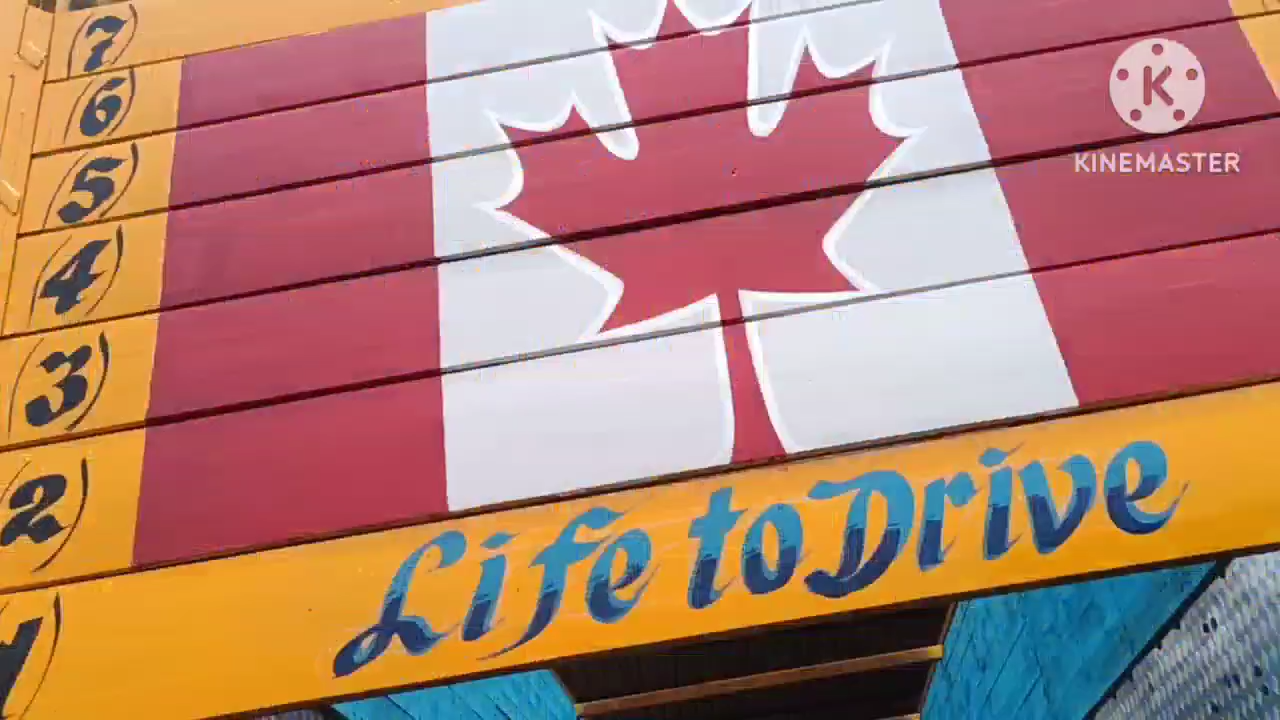 (7)
(6)
(5)
(4)
(3)
(2)
K
KINEMASTER
Life to Drive